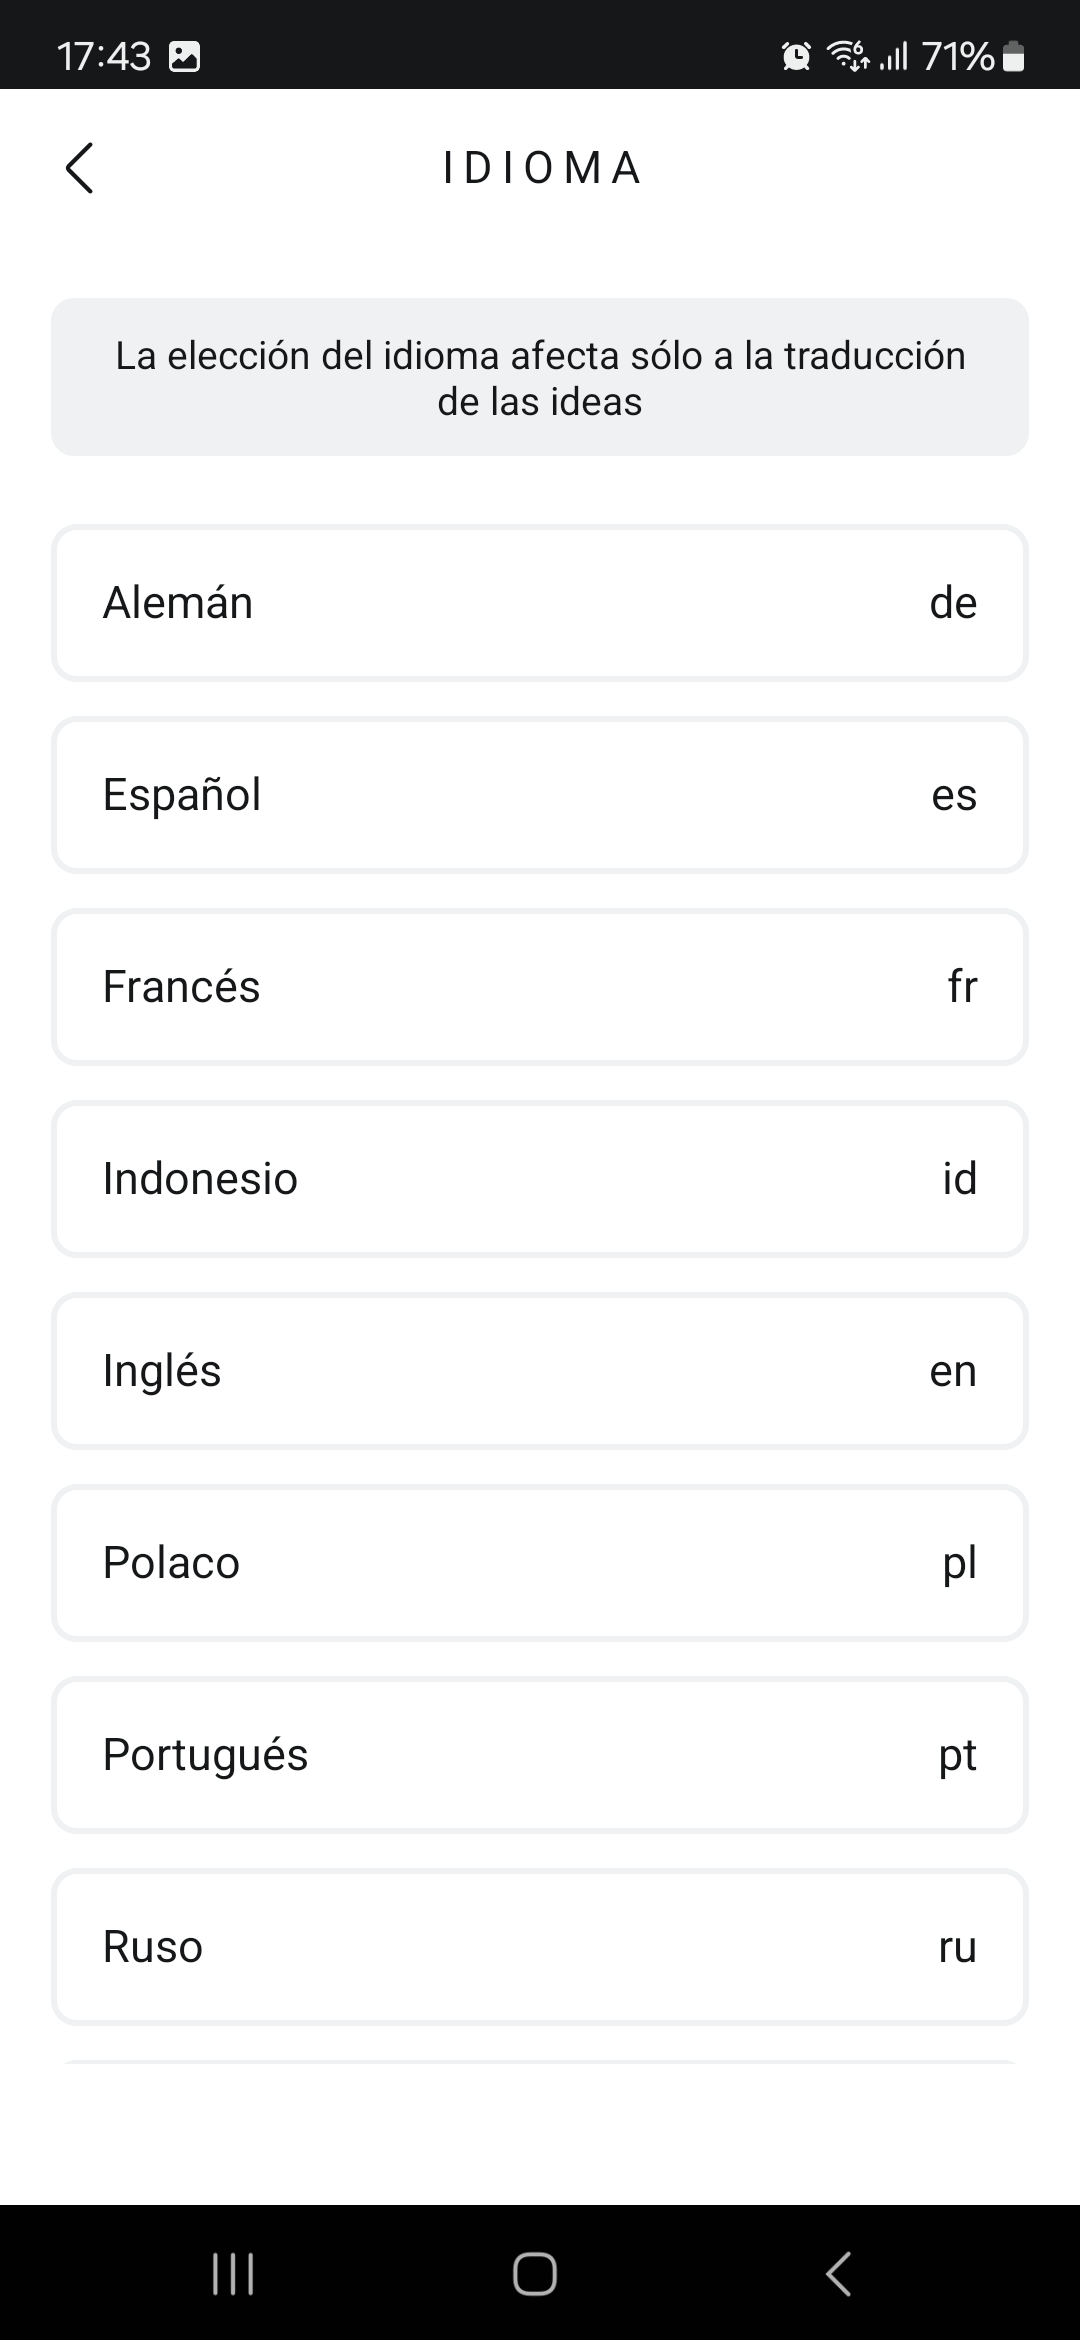 17:43
6 71%
IDIOMA
La elección del idioma afecta sólo a la traducción
de las ideas
Alemán de
Español es
Francés fr
Indonesio id
Inglés en
Polaco pl
Portugués pt
Ruso ru